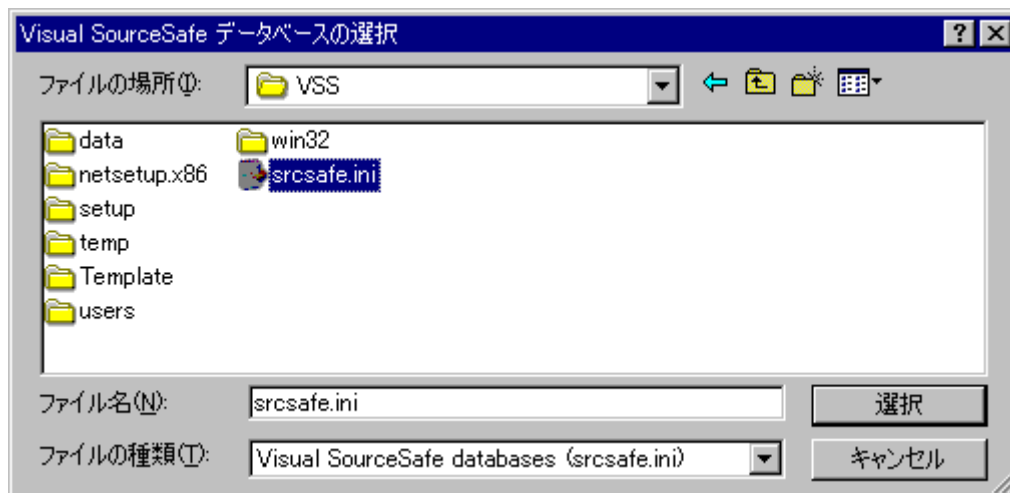 Visual SourceSafe データベースの選択
ファイルの場所(I):
VSS
data
netsetup.x86
setup
temp
Template
users
win32
srcsafe.ini
ファイル名(N):
srcsafe.ini
選択
ファイルの種類(T):
Visual SourceSafe databases (srcsafe.ini)
キャンセル